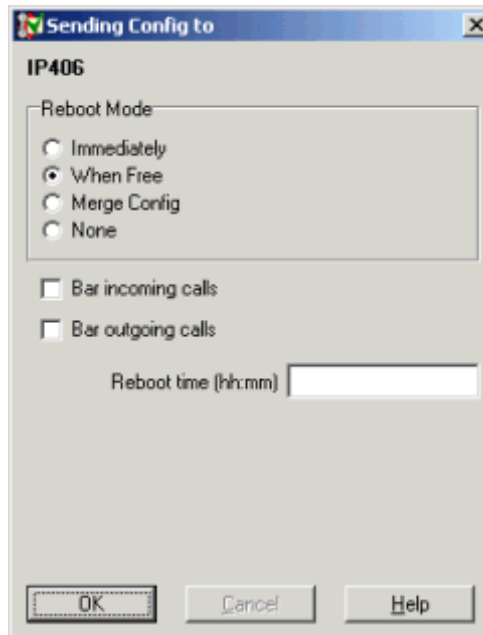 Sending Config to
IP406
Reboot Mode
Immediately
When Free
Merge Config
None
Bar incoming calls
Bar outgoing calls
Reboot time (hh:mm)
OK Cancel Help